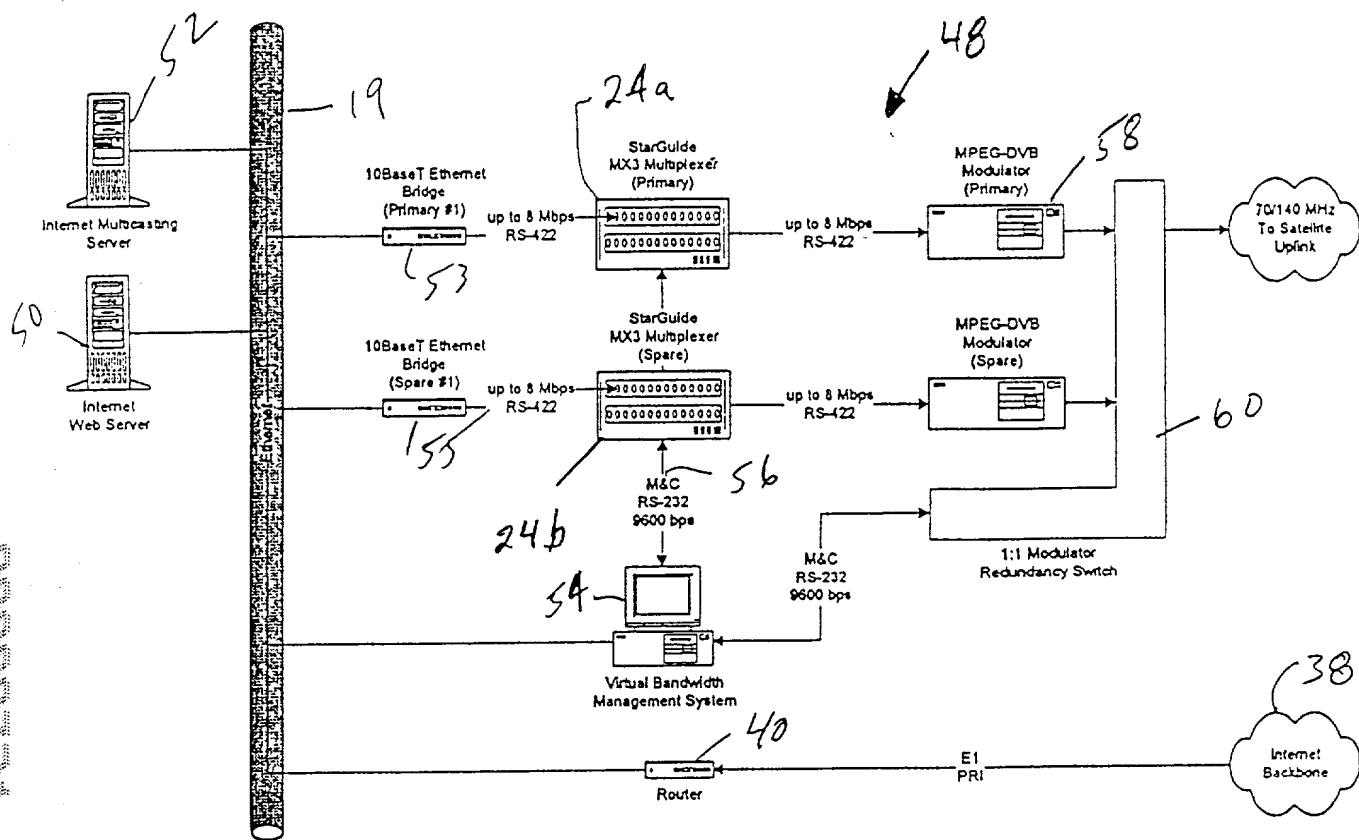 52
19
48
24a
58
StarGuide
MX3 Multiplexer
(Primary)
MPEG-DVB
Modulator
(Primary)
10BaseT Ethernet
Bridge
(Primary #1)
up to 8 Mbps
RS-422
up to 8 Mbps
RS-422
70/140 MHz
To Satellite
Uplink
Internet Multicasting
Server
53
50
StarGuide
MX3 Multiplexer
(Spare)
MPEG-DVB
Modulator
(Spare)
10BaseT Ethernet
Bridge
(Spare #1)
up to 8 Mbps
RS-422
up to 8 Mbps
RS-422
Internet
Web Server
Ethernet
55
60
56
M&C
RS-232
9600 bps
24b
1:1 Modulator
Redundancy Switch
M&C
RS-232
9600 bps
54
Virtual Bandwidth
Management System
38
40
E1
PRI
Internet
Backbone
Router